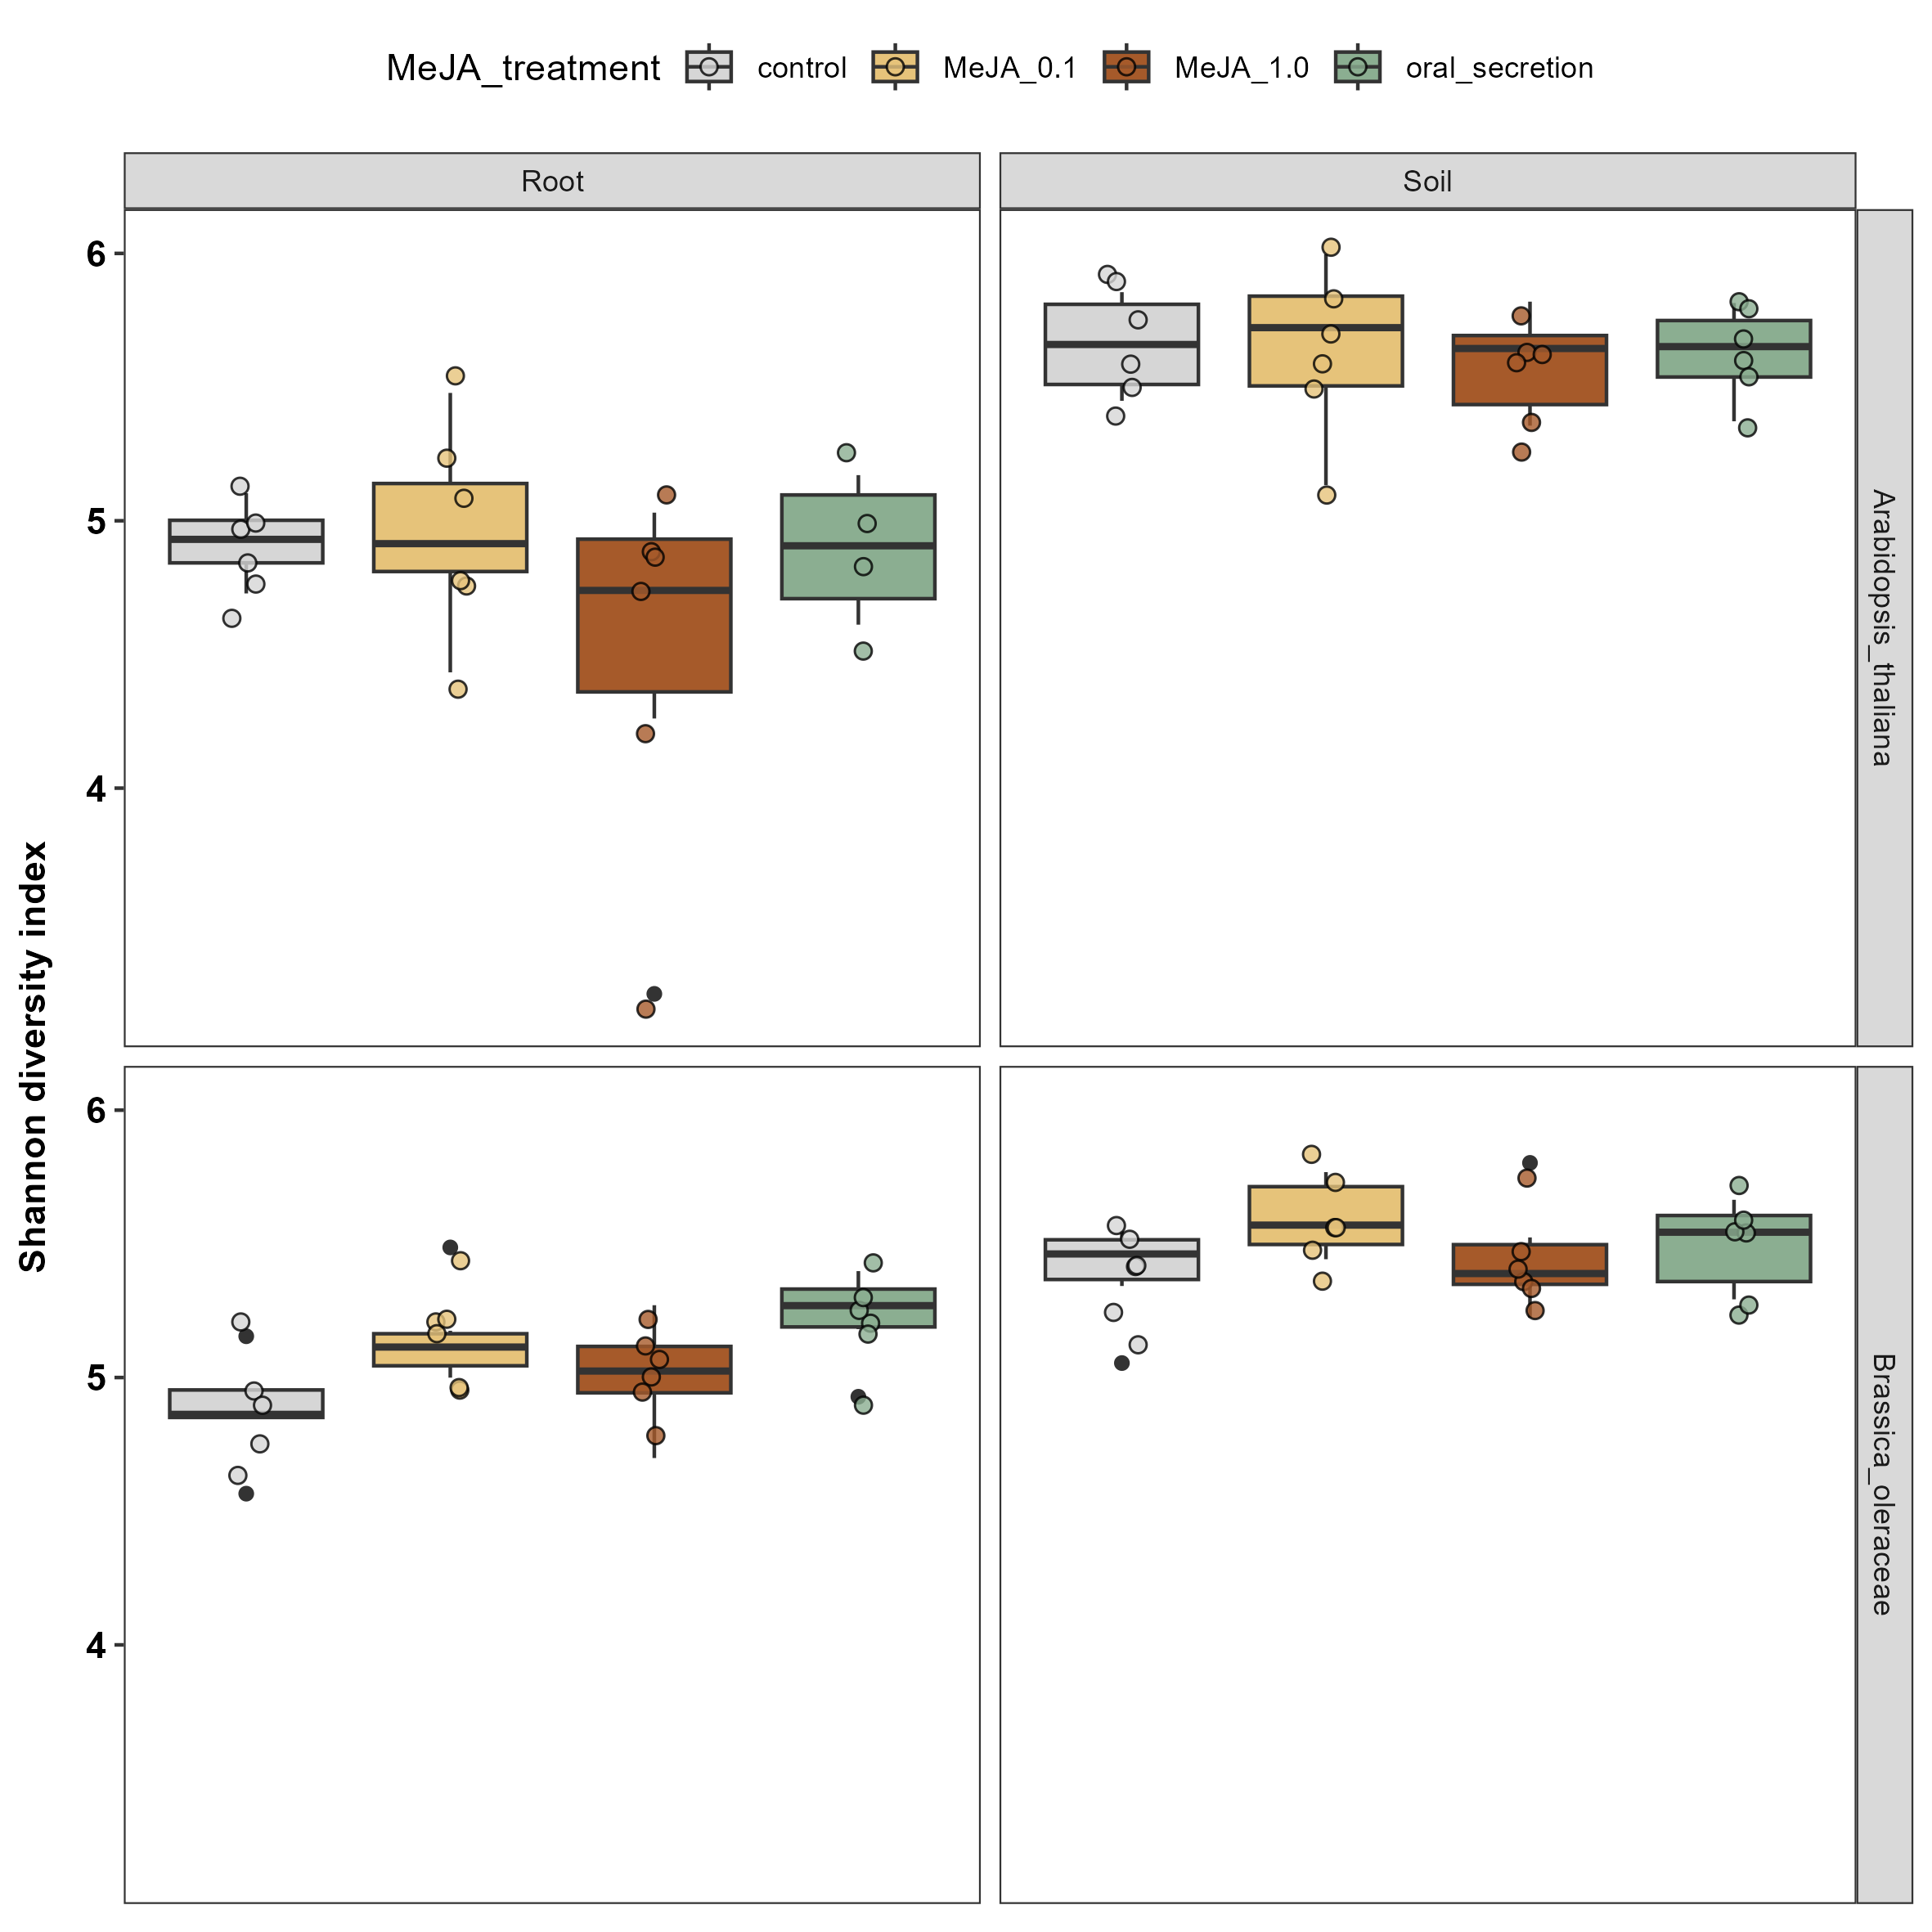 MeJA_treatment control MeJA_0.1 MeJA_1.0 oral_secretion
Root
Soil
Shannon diversity index
6
5
4
Arabidopsis_thaliana
6
5
4
Brassica_oleraceae